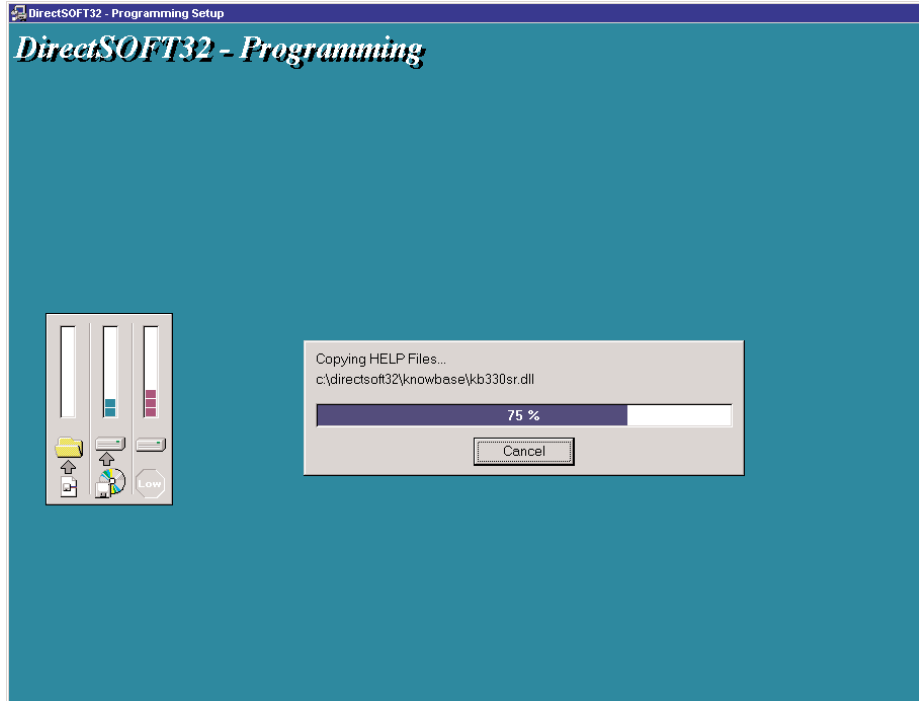 DirectSOFT32 - Programming Setup
DirectSOFT32 - Programming
Copying HELP Files...
c:\directsoft32\knowbase\kb330sr.dll
75 %
Cancel
Low